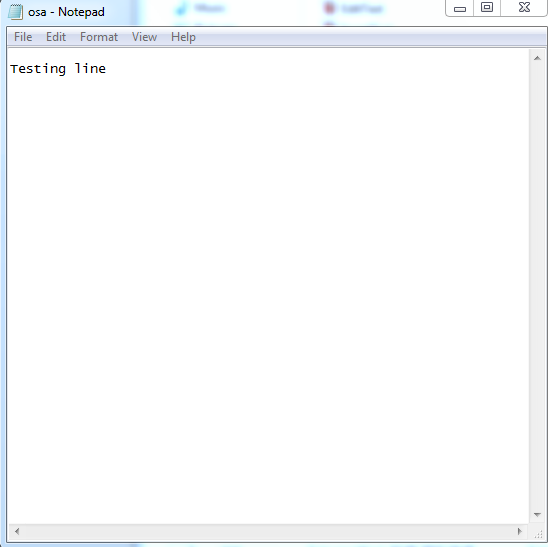 osa - Notepad
File Edit Format View Help
Testing line